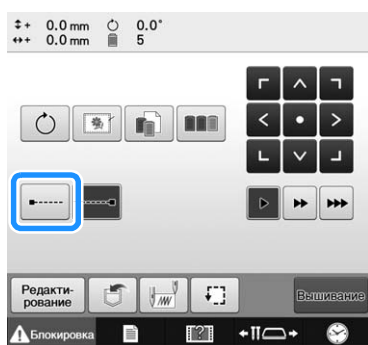 + 0.0 mm 0.0°
+ 0.0 mm 5
Редакти-
рование
Вышивание
Блокировка